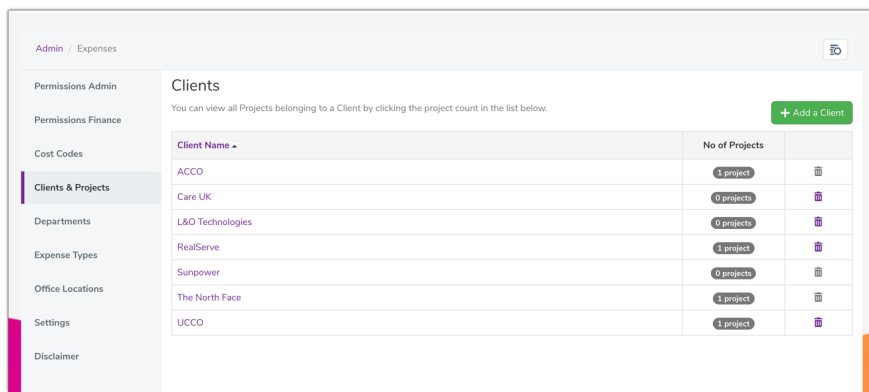 Admin / Expenses
Permissions Admin
Permissions Finance
Cost Codes
Clients & Projects
Departments
Expense Types
Office Locations
Settings
Disclaimer
Clients
You can view all Projects belonging to a Client by clicking the project count in the list below.
+ Add a Client
Client Name No of Projects
ACCO 1 project
Care UK 0 projects
L&O Technologies 0 projects
RealServe 1 project
Sunpower 0 projects
The North Face 1 project
UCCO 1 project